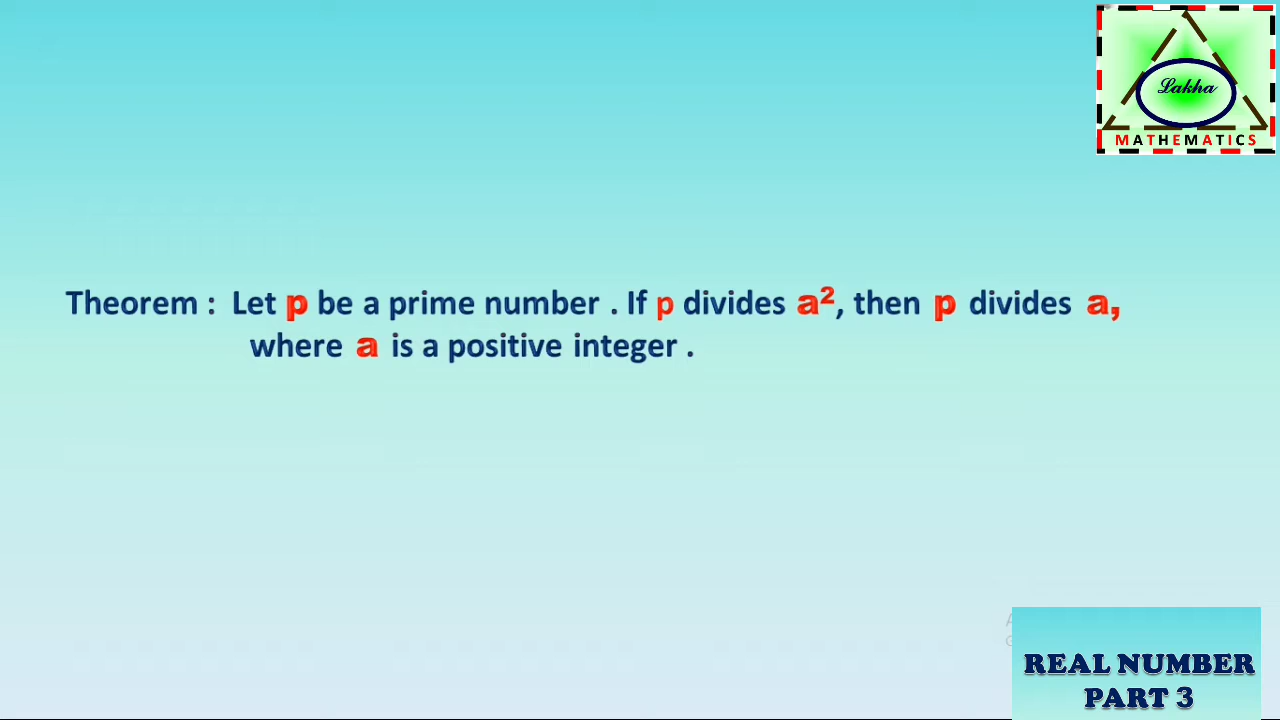 Lakha
MATHEMATICS
Theorem : Let p be a prime number . If p divides a², then p divides a,
where a is a positive integer .
REAL NUMBER
PART 3